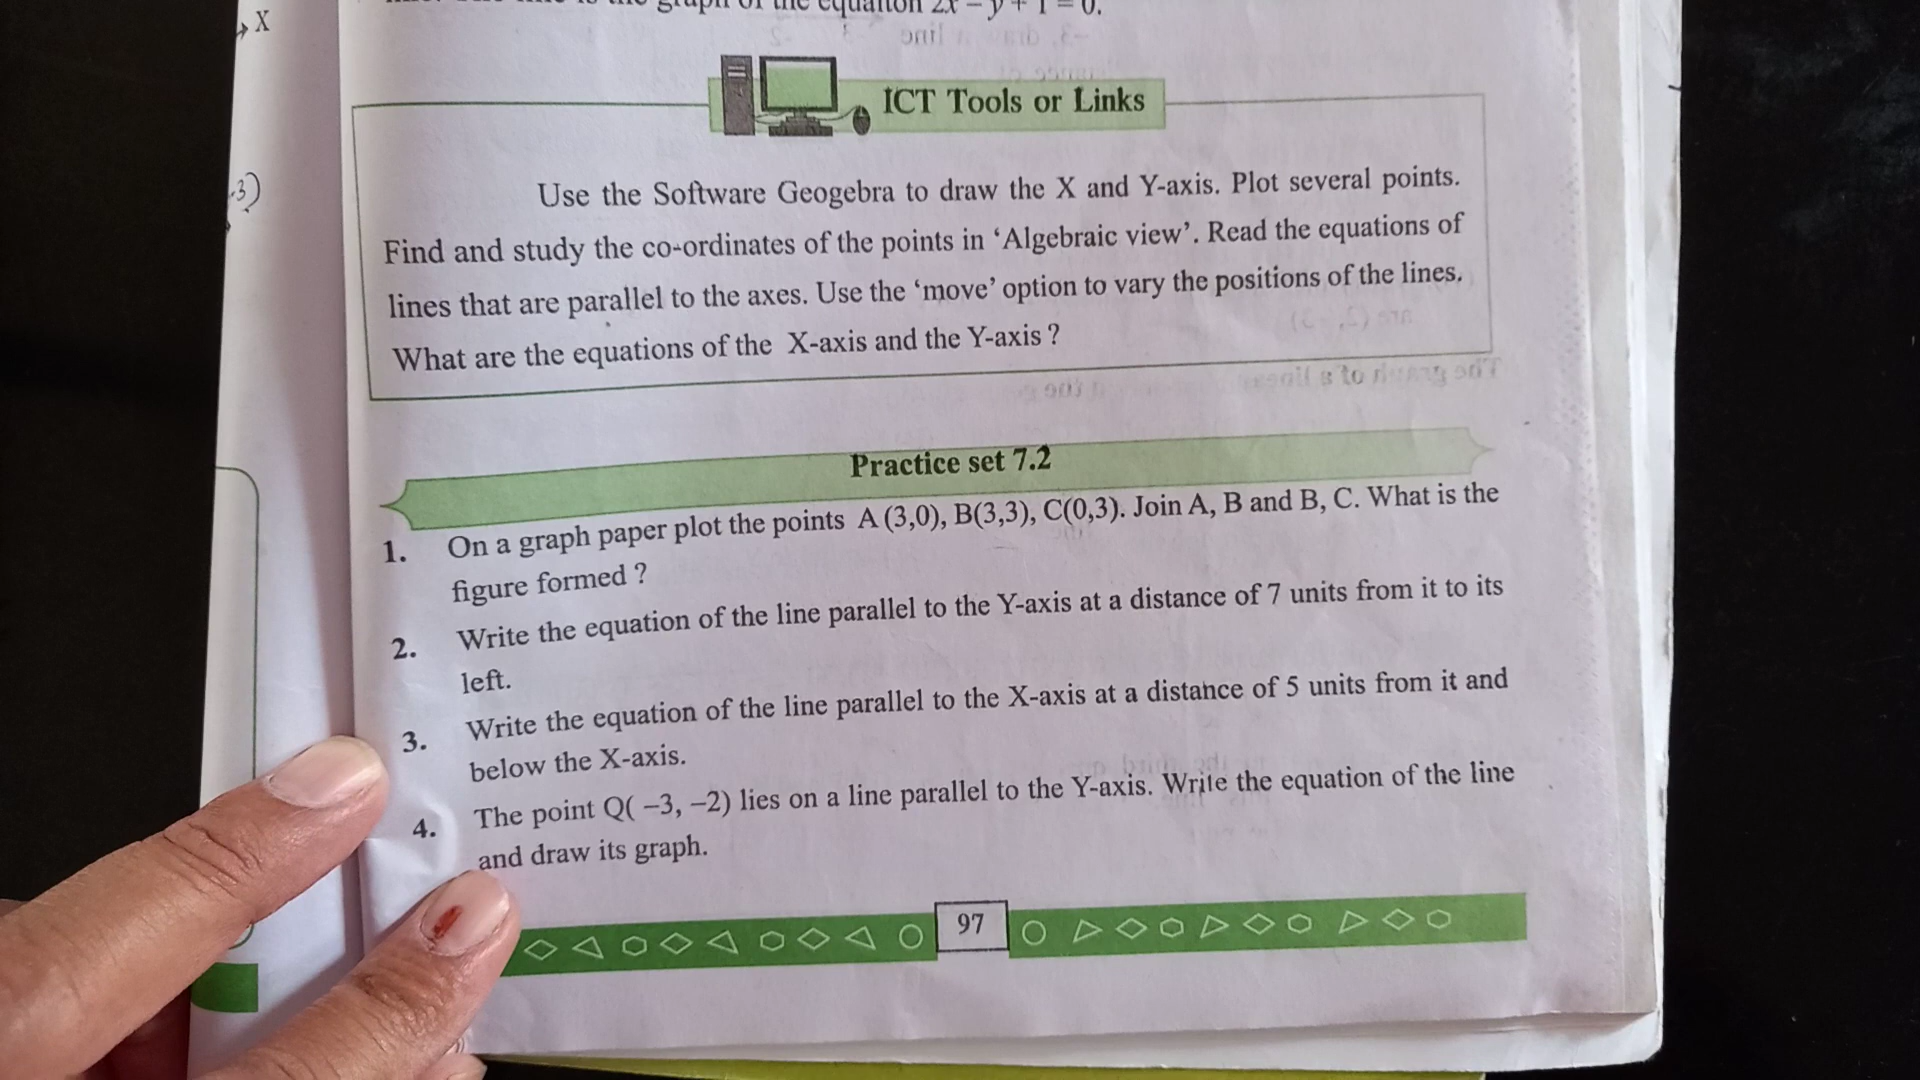 X
the equation 2x − y + 1 = 0.
ICT Tools or Links
-3)
Use the Software Geogebra to draw the X and Y-axis. Plot several points.
Find and study the co-ordinates of the points in ‘Algebraic view’. Read the equations of
lines that are parallel to the axes. Use the ‘move’ option to vary the positions of the lines.
What are the equations of the X-axis and the Y-axis ?
Practice set 7.2
1. On a graph paper plot the points A (3,0), B(3,3), C(0,3). Join A, B and B, C. What is the
figure formed ?
2. Write the equation of the line parallel to the Y-axis at a distance of 7 units from it to its
left.
3. Write the equation of the line parallel to the X-axis at a distance of 5 units from it and
below the X-axis.
4. The point Q( −3, −2) lies on a line parallel to the Y-axis. Write the equation of the line
and draw its graph.
97